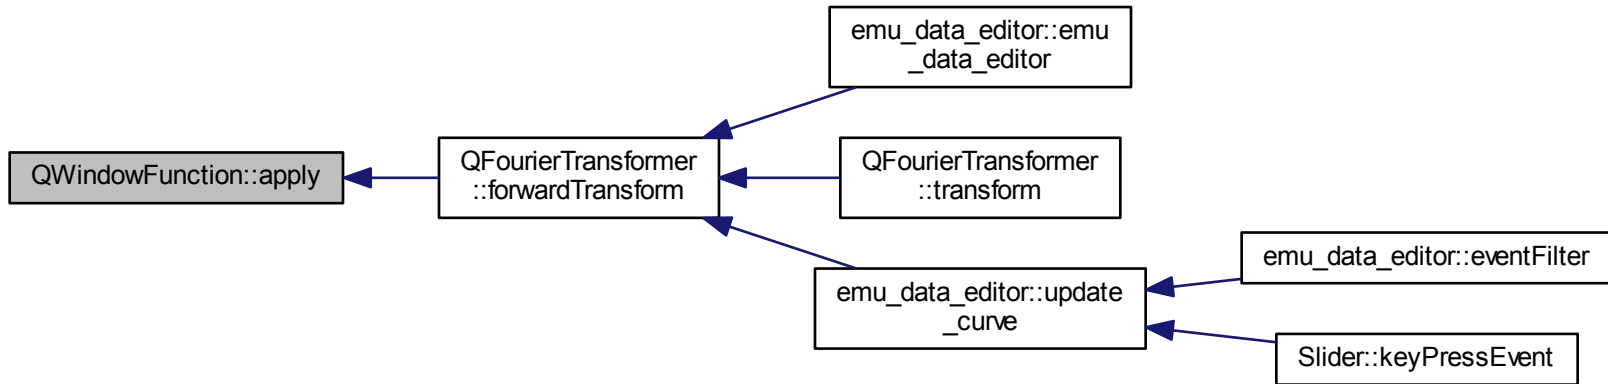 QWindowFunction::apply
QFourierTransformer
::forwardTransform
emu_data_editor::emu
_data_editor
QFourierTransformer
::transform
emu_data_editor::update
_curve
emu_data_editor::eventFilter
Slider::keyPressEvent